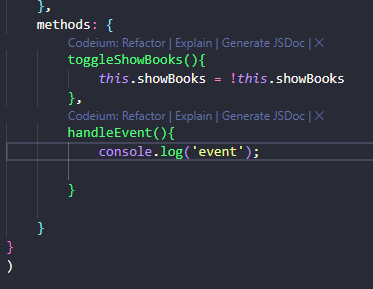 },
methods: {
Codeium: Refactor | Explain | Generate JSDoc | X
toggleShowBooks(){
this.showBooks = !this.showBooks
},
Codeium: Refactor | Explain | Generate JSDoc | X
handleEvent(){
console.log('event');
}
}
}
)